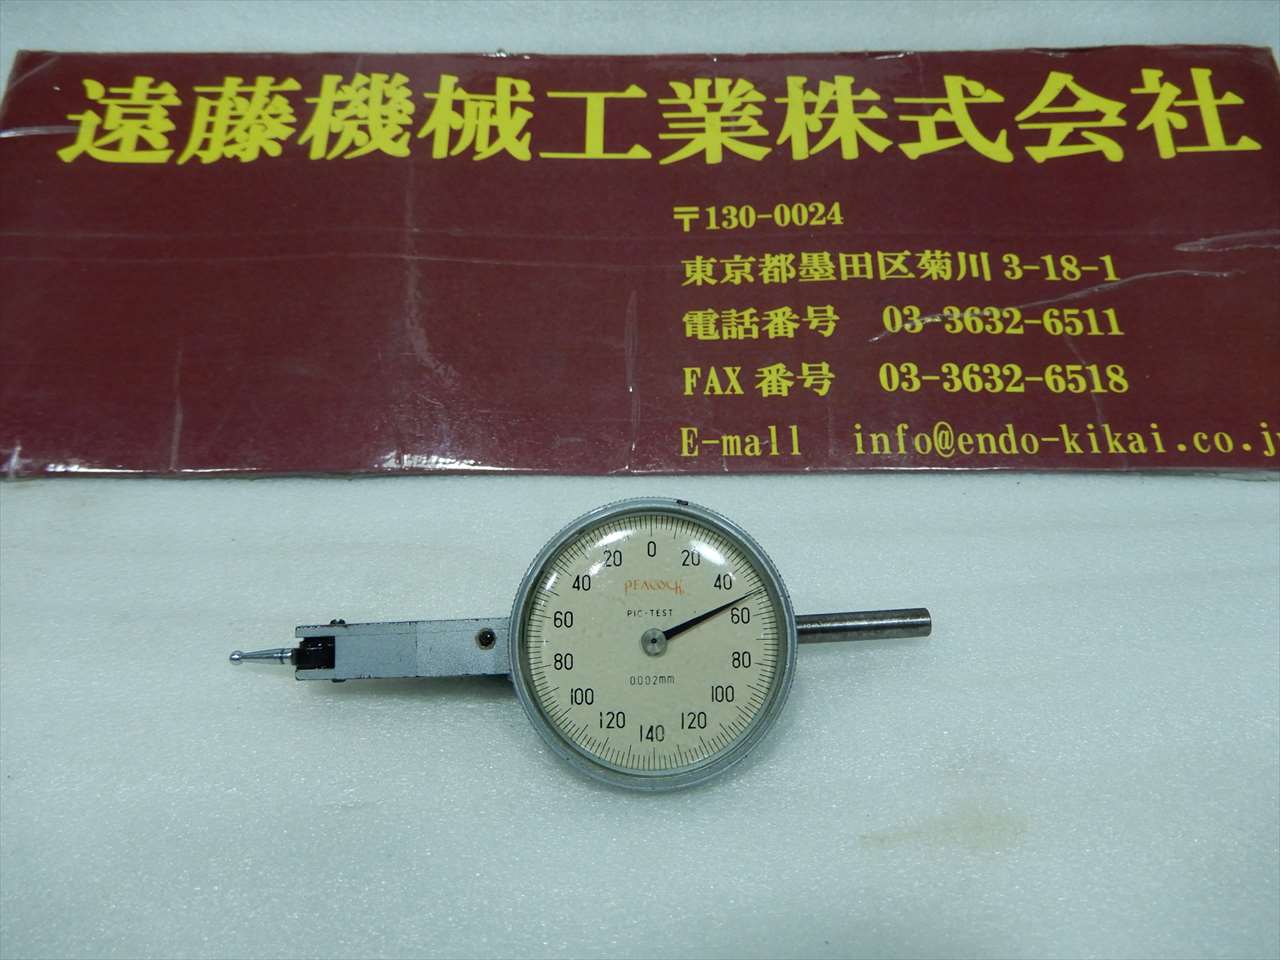 遠藤機械工業株式会社
〒130-0024
東京都墨田区菊川3-18-1
電話番号 03-3632-6511
FAX番号 03-3632-6518
E-mall info@endo-kikai.co.j
0
20 20
40 40
PEACOCK
PIC-TEST
60 60
80 80
0.002mm
100 100
120 120
140